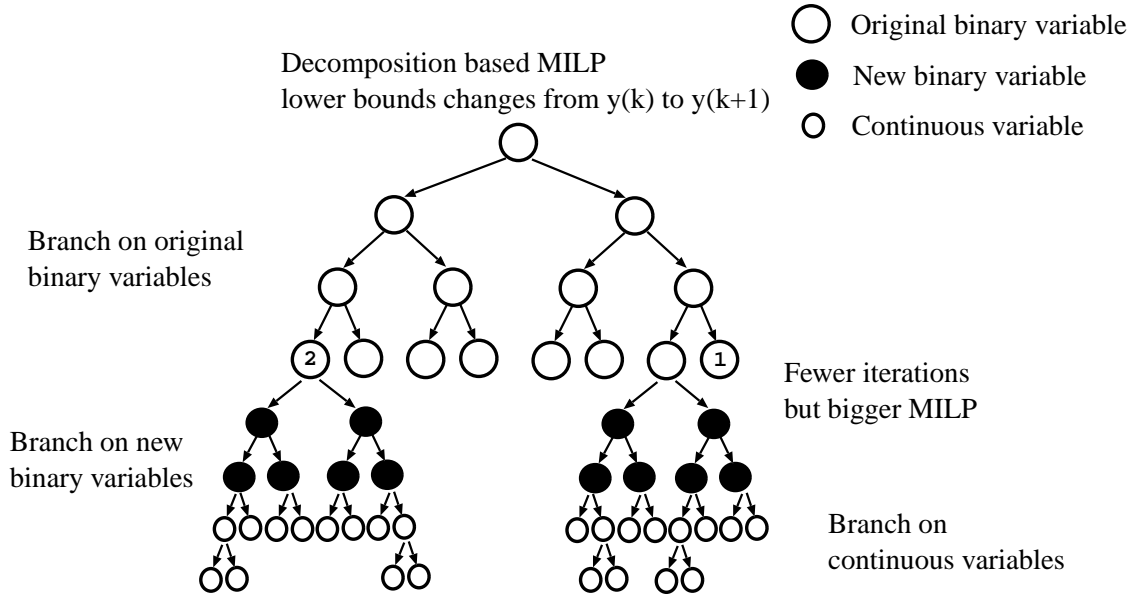 Original binary variable
New binary variable
Continuous variable
Decomposition based MILP
lower bounds changes from y(k) to y(k+1)
Branch on original
binary variables
2
1
Fewer iterations
but bigger MILP
Branch on new
binary variables
Branch on
continuous variables